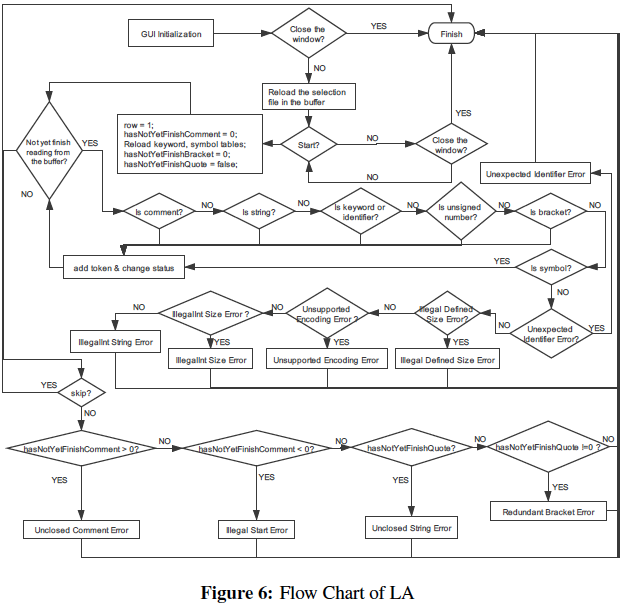 GUI Initialization
Close the
window?
YES
Finish
NO
Reload the selection
file in the buffer
YES
row = 1;
hasNotYetFinishComment = 0;
Reload keyword, symbol tables;
hasNotYetFinishBracket = 0;
hasNotYetFinishQuote = false;
Start?
NO
Close the
window?
NO
Not yet finish
reading from
the buffer?
YES
NO
Unexpected Identifier Error
Is comment?
NO
Is string?
NO
Is keyword or
identifier?
NO
Is unsigned
number?
NO
Is bracket?
NO
add token & change status
YES
Is symbol?
NO
NO
IllegalInt Size Error ?
NO
Unsupported
Encoding Error ?
NO
Illegal Defined
Size Error?
NO
Unexpected
Identifier Error?
YES
IllegalInt String Error
YES
IllegalInt Size Error
YES
Unsupported Encoding Error
YES
Illegal Defined Size Error
YES
skip?
NO
hasNotYetFinishComment > 0?
NO
hasNotYetFinishComment < 0?
NO
hasNotYetFinishQuote?
NO
hasNotYetFinishQuote !=0 ?
NO
YES
YES
YES
YES
Unclosed Comment Error
Illegal Start Error
Unclosed String Error
Redundant Bracket Error
Figure 6: Flow Chart of LA